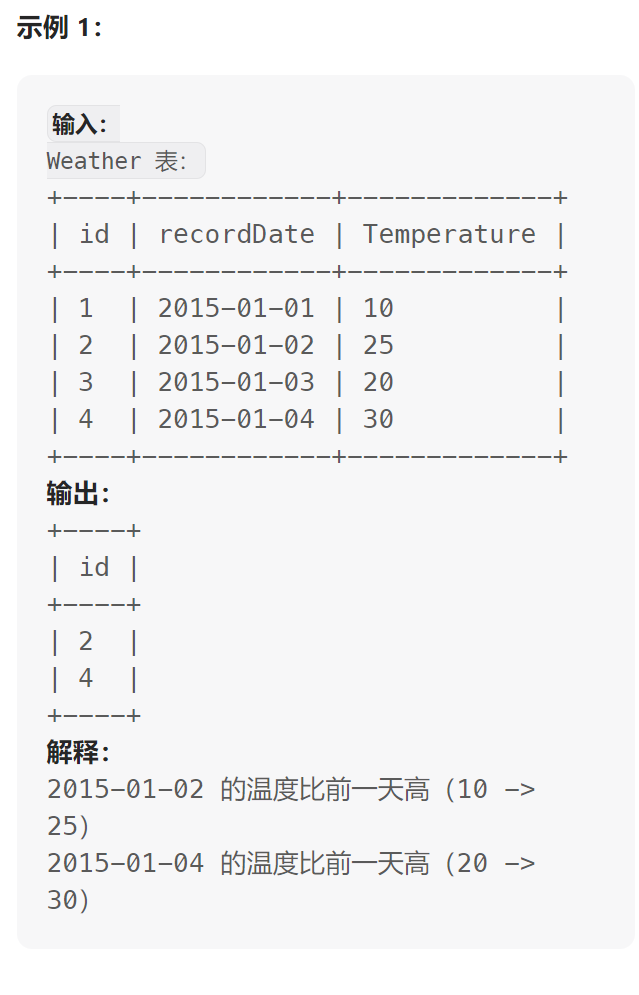 示例 1：
输入：
Weather 表：
+----+------------+-------------+
| id | recordDate | Temperature |
+----+------------+-------------+
| 1  | 2015-01-01 | 10          |
| 2  | 2015-01-02 | 25          |
| 3  | 2015-01-03 | 20          |
| 4  | 2015-01-04 | 30          |
+----+------------+-------------+
输出：
+----+
| id |
+----+
| 2  |
| 4  |
+----+
解释：
2015-01-02 的温度比前一天高（10 ->
25）
2015-01-04 的温度比前一天高（20 ->
30）